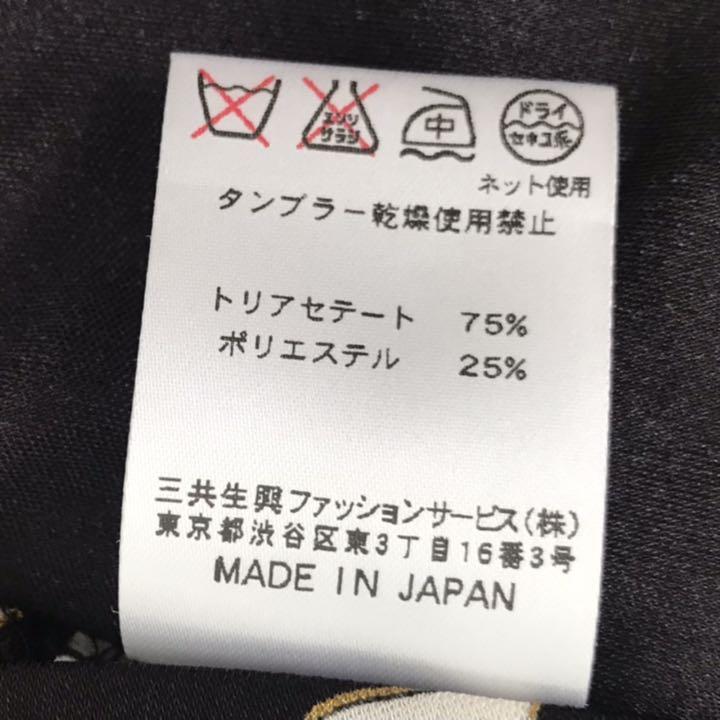 エンソ
サラシ
中
ドライ
セキユ系
ネット使用
タンブラー乾燥使用禁止
トリアセテート 75%
ポリエステル 25%
三共生興ファッションサービス(株)
東京都渋谷区東3丁目16番3号
MADE IN JAPAN